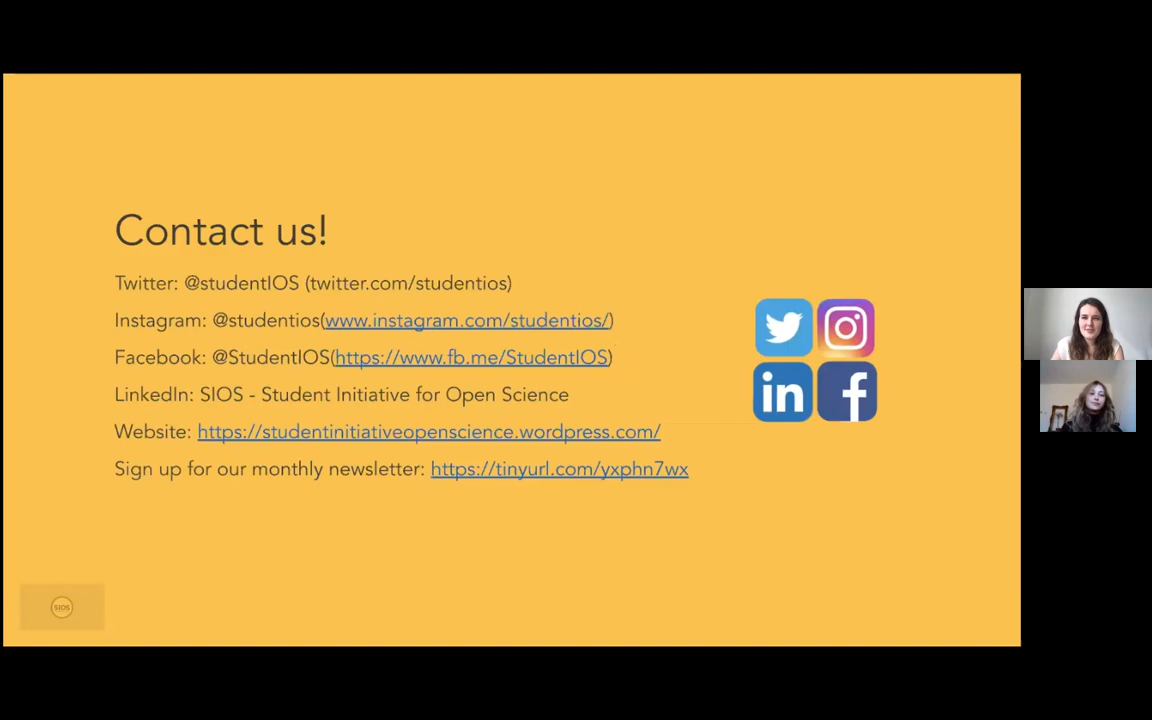 Contact us!
Twitter: @studentIOS (twitter.com/studentios)
Instagram: @studentios(www.instagram.com/studentios/)
Facebook: @StudentIOS(https://www.fb.me/StudentIOS)
LinkedIn: SIOS - Student Initiative for Open Science
Website: https://studentinitiativeopenscience.wordpress.com/
Sign up for our monthly newsletter: https://tinyurl.com/yxphn7wx
in
f
SIOS